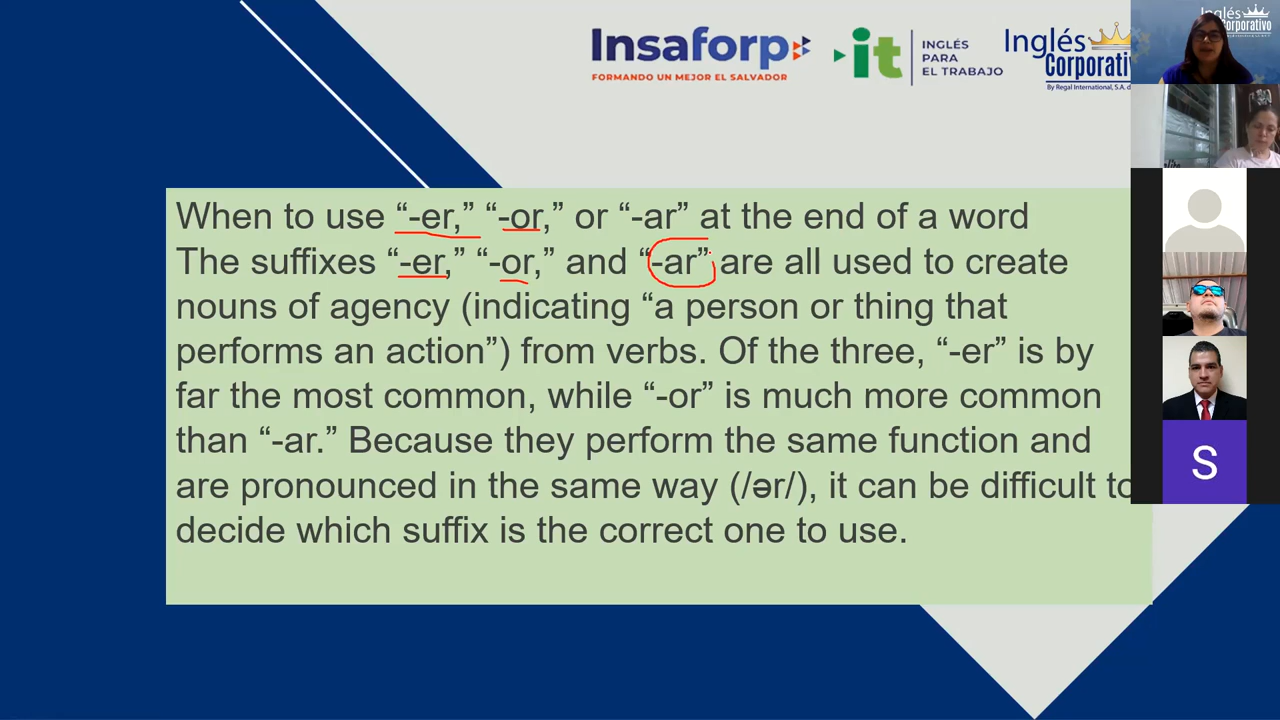 Insaforp
FORMANDO UN MEJOR EL SALVADOR
it
INGLÉS
PARA
EL TRABAJO
Inglés
Corporativ
By Regal International, S.A. d
Inglés
Corporativo
When to use “-er,” “-or,” or “-ar” at the end of a word
The suffixes “-er,” “-or,” and “-ar” are all used to create
nouns of agency (indicating “a person or thing that
performs an action”) from verbs. Of the three, “-er” is by
far the most common, while “-or” is much more common
than “-ar.” Because they perform the same function and
are pronounced in the same way (/ər/), it can be difficult to
decide which suffix is the correct one to use.
S